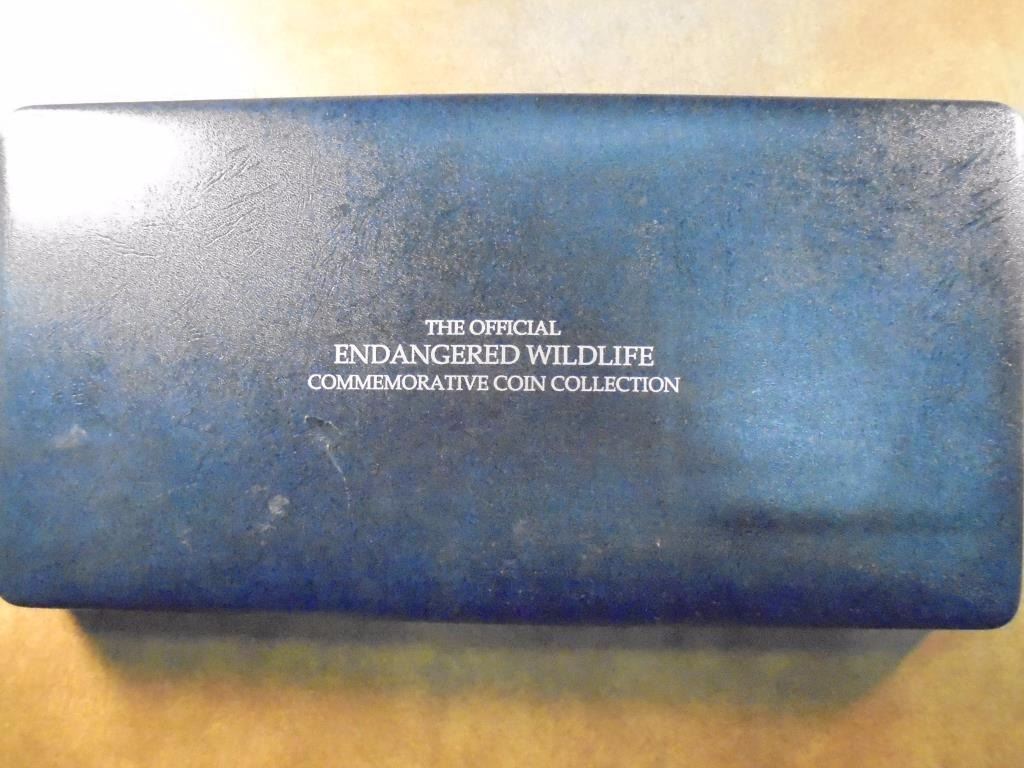 THE OFFICIAL
ENDANGERED WILDLIFE
COMMEMORATIVE COIN COLLECTION